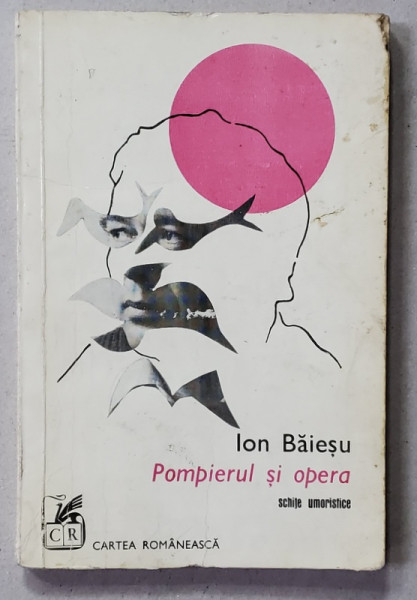 Ion Băieșu
Pompierul și opera
schițe umoristice
CR
CARTEA ROMÂNEASCĂ